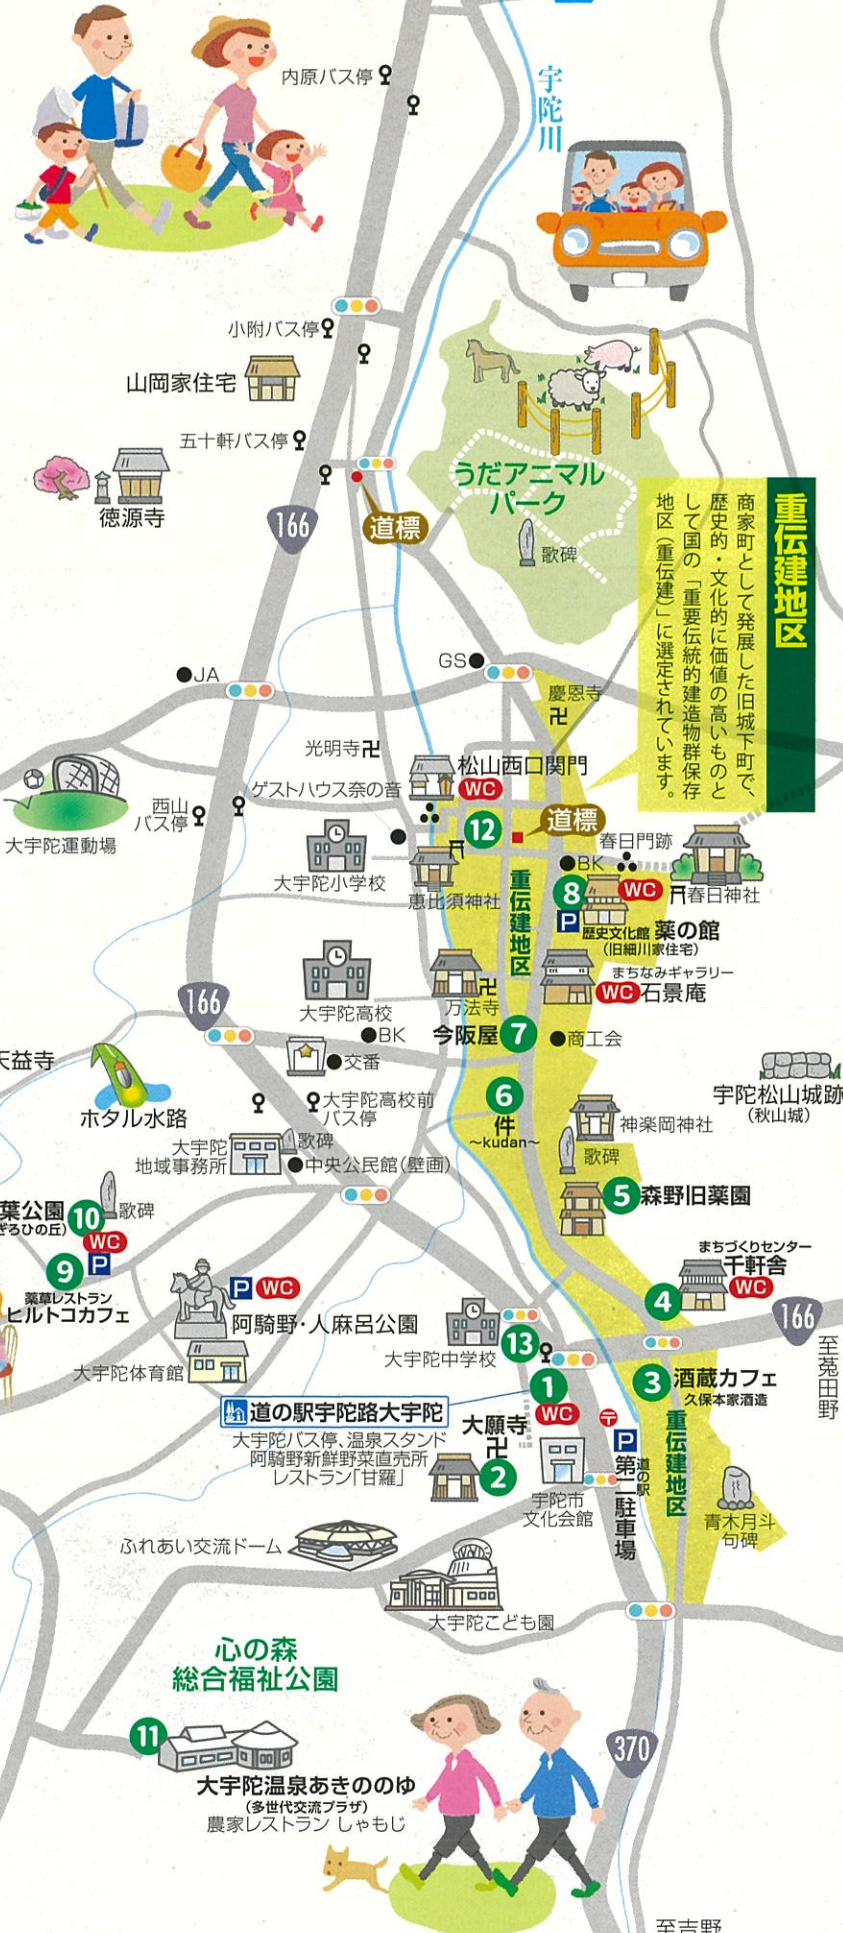 内原バス停
宇陀川
小附バス停
山岡家住宅
五十軒バス停
徳源寺
166
道標
うだアニマル
パーク
歌碑
重伝建地区
商家町として発展した旧城下町で、
歴史的・文化的に価値の高いものと
して国の「重要伝統的建造物群保存
地区(重伝建)」に選定されています。
JA
GS
慶恩寺
光明寺
松山西口関門
WC
ゲストハウス奈の音
西山
バス停
大宇陀運動場
12
道標
春日門跡
大宇陀小学校
恵比須神社
重伝建地区
BK
8
WC
P
春日神社
歴史文化館 薬の館
(旧細川家住宅)
まちなみギャラリー
WC 石景庵
大宇陀高校
万法寺
166
今阪屋 7
商工会
BK
交番
天益寺
ホタル水路
大宇陀高校前
バス停
6
件
~kudan~
宇陀松山城跡
(秋山城)
神楽岡神社
歌碑
大宇陀
地域事務所
歌碑
中央公民館(壁画)
5 森野旧薬園
葉公園
ぎろひの丘)
10
歌碑
WC
P
9
薬草レストラン
ヒルトコカフェ
P WC
阿騎野・人麻呂公園
まちづくりセンター
千軒舎
WC
4
166
至菟田野
大宇陀体育館
大宇陀中学校
13
1
WC
3 酒蔵カフェ
久保本家酒造
道の駅宇陀路大宇陀
大宇陀バス停、温泉スタンド
阿騎野新鮮野菜直売所
レストラン「甘羅」
大願寺
2
宇陀市
文化会館
P
道の駅
第二駐車場
重伝建地区
青木月斗
句碑
ふれあい交流ドーム
大宇陀こども園
心の森
総合福祉公園
11
大宇陀温泉あきののゆ
(多世代交流プラザ)
農家レストラン しゃもじ
370
至吉野